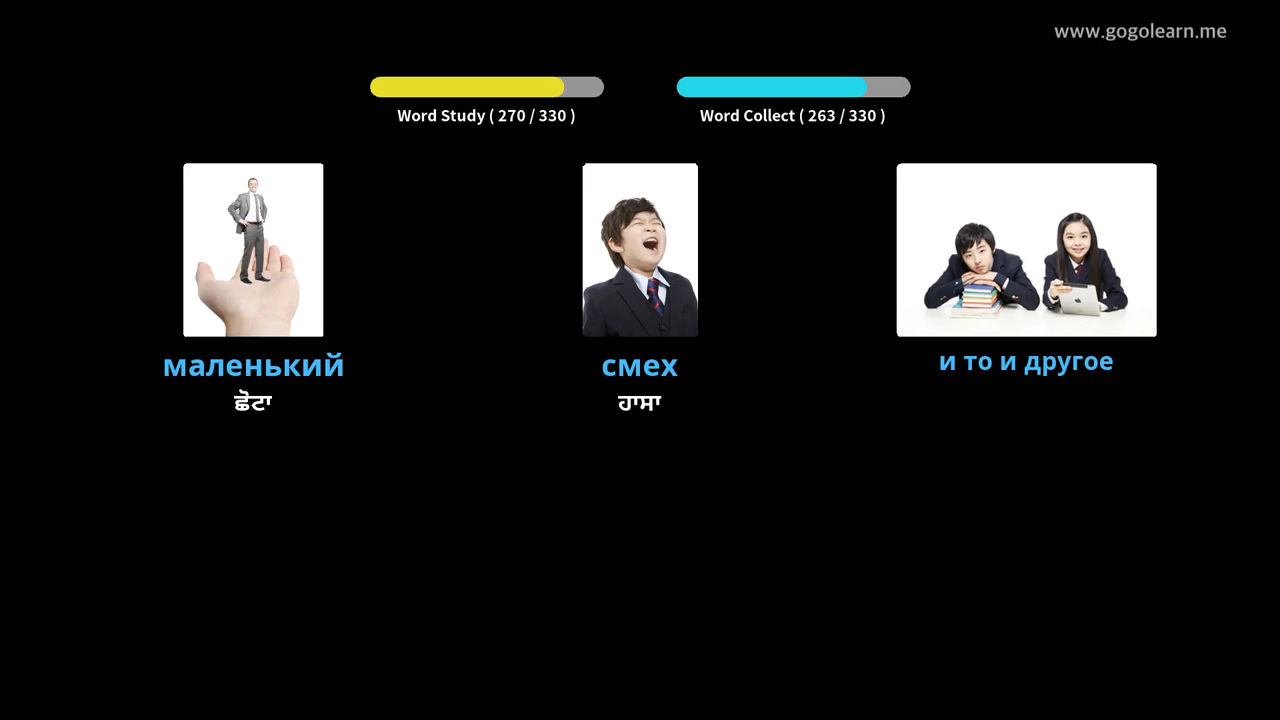 www.gogolearn.me
Word Study ( 270 / 330 )
Word Collect ( 263 / 330 )
маленький
смех
и то и другое
ਛੋਟਾ
ਹਾਸਾ